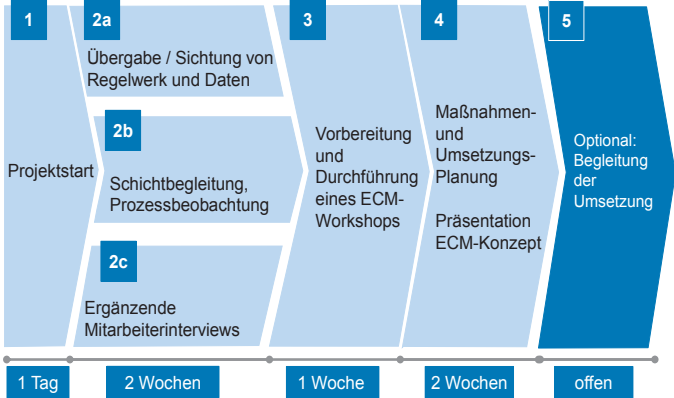 1
Projektstart
2a
Übergabe / Sichtung von
Regelwerk und Daten
2b
Schichtbegleitung,
Prozessbeobachtung
2c
Ergänzende
Mitarbeiterinterviews
3
Vorbereitung
und
Durchführung
eines ECM-
Workshops
4
Maßnahmen-
und
Umsetzungs-
Planung
Präsentation
ECM-Konzept
5
Optional:
Begleitung
der
Umsetzung
1 Tag
2 Wochen
1 Woche
2 Wochen
offen